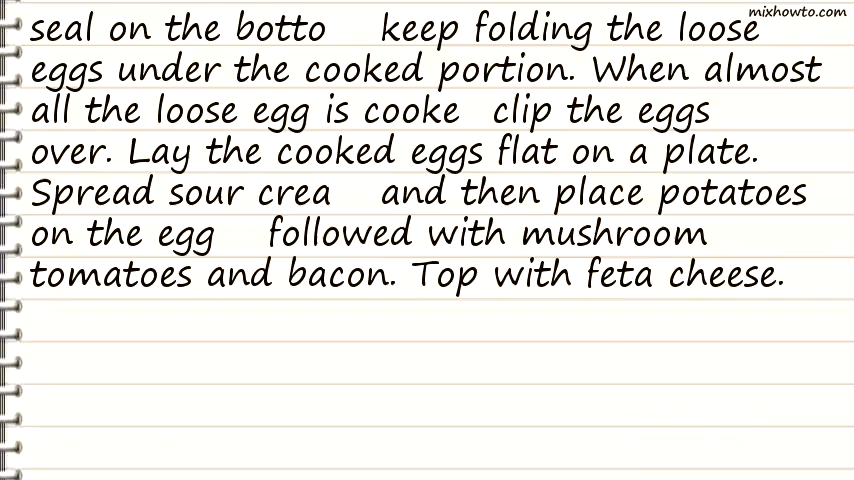 mixhowto.com
seal on the botto keep folding the loose
eggs under the cooked portion. When almost
all the loose egg is cooke clip the eggs
over. Lay the cooked eggs flat on a plate.
Spread sour crea and then place potatoes
on the egg followed with mushroom
tomatoes and bacon. Top with feta cheese.